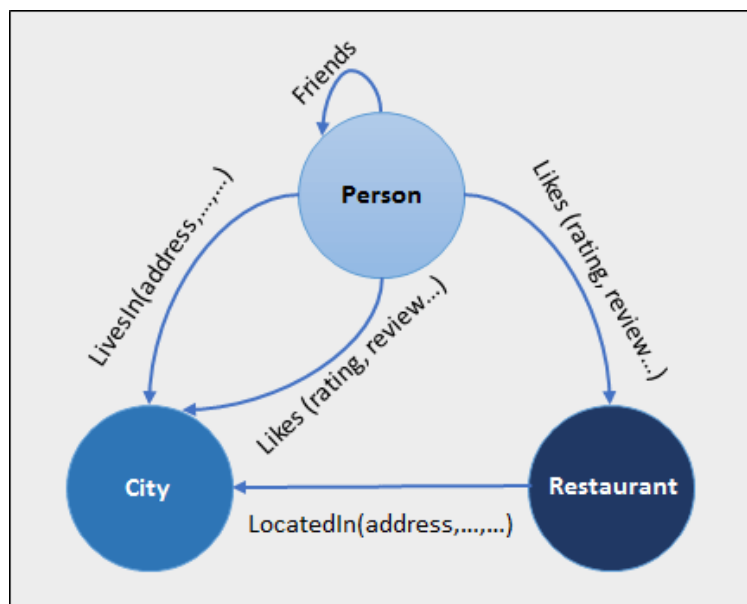 Friends
Person
LivesIn(address,...,...)
Likes (rating, review...)
Likes (rating, review...)
City
Restaurant
LocatedIn(address,...,...)